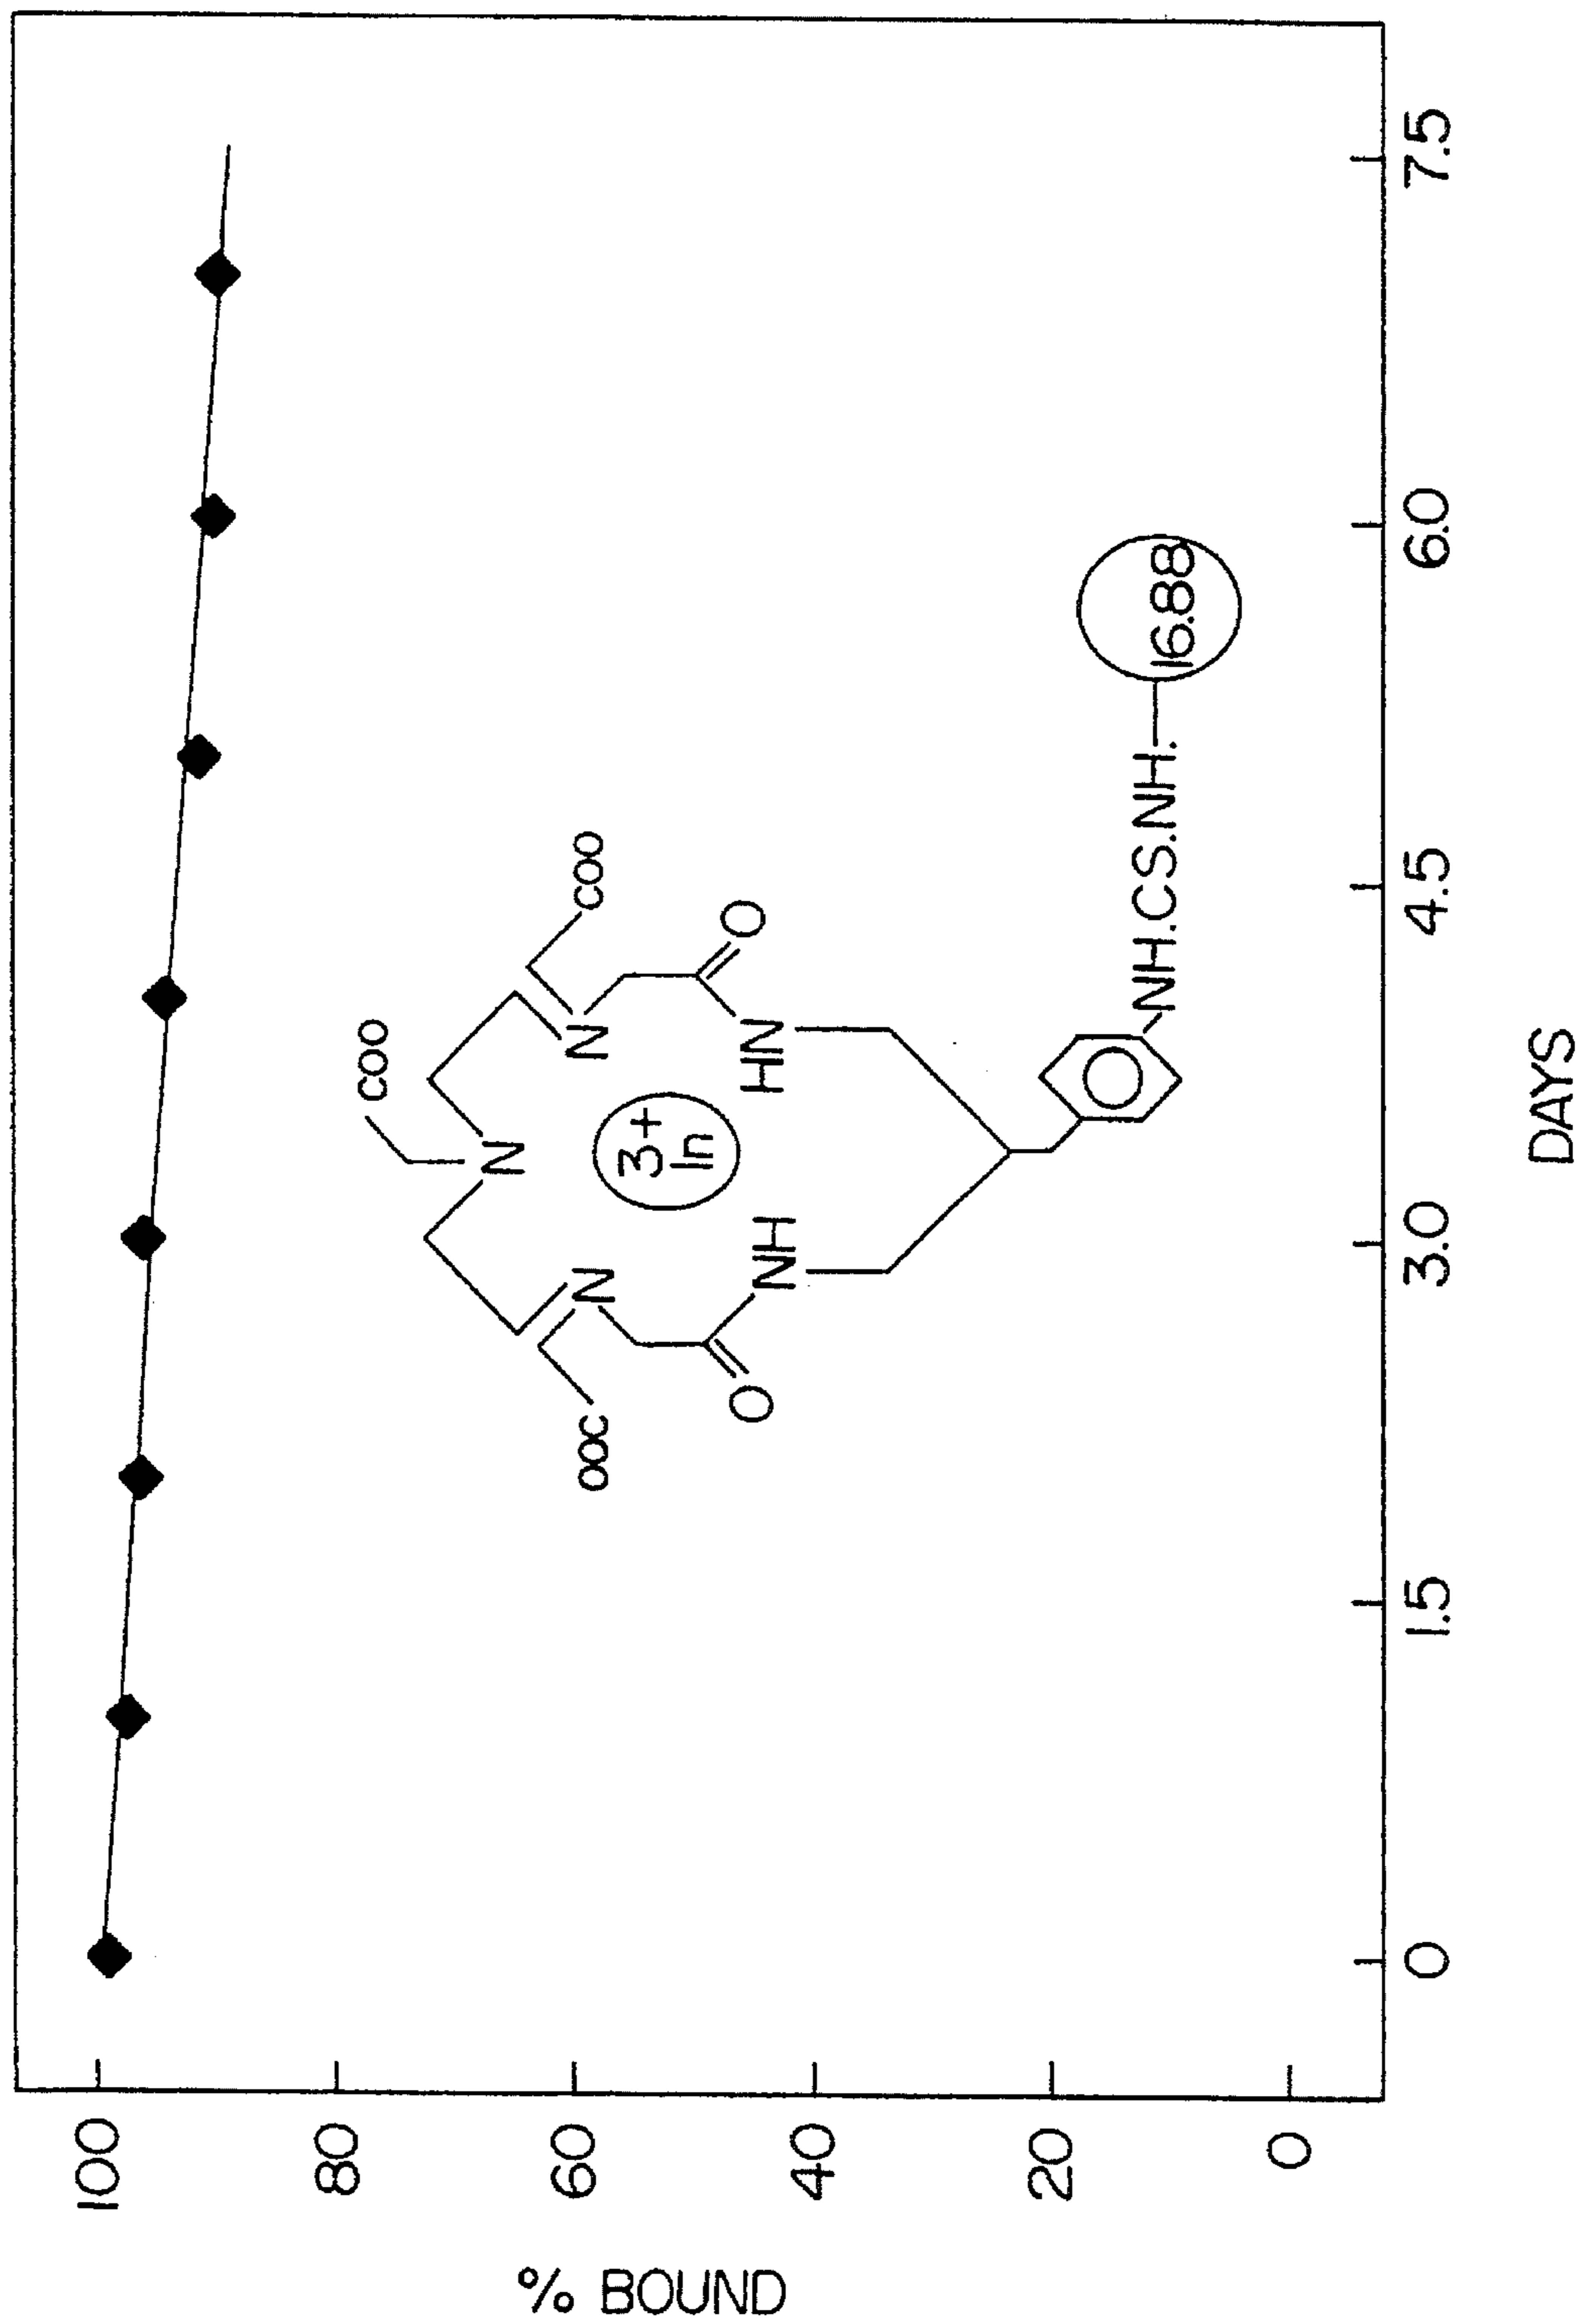 % BOUND
100
80
60
40
20
0
COO
COO
OOC
N
N
N
3+
In
O
O
NH
HN
NH.CS.NH.
16.88
0
1.5
3.0
4.5
6.0
7.5
DAYS